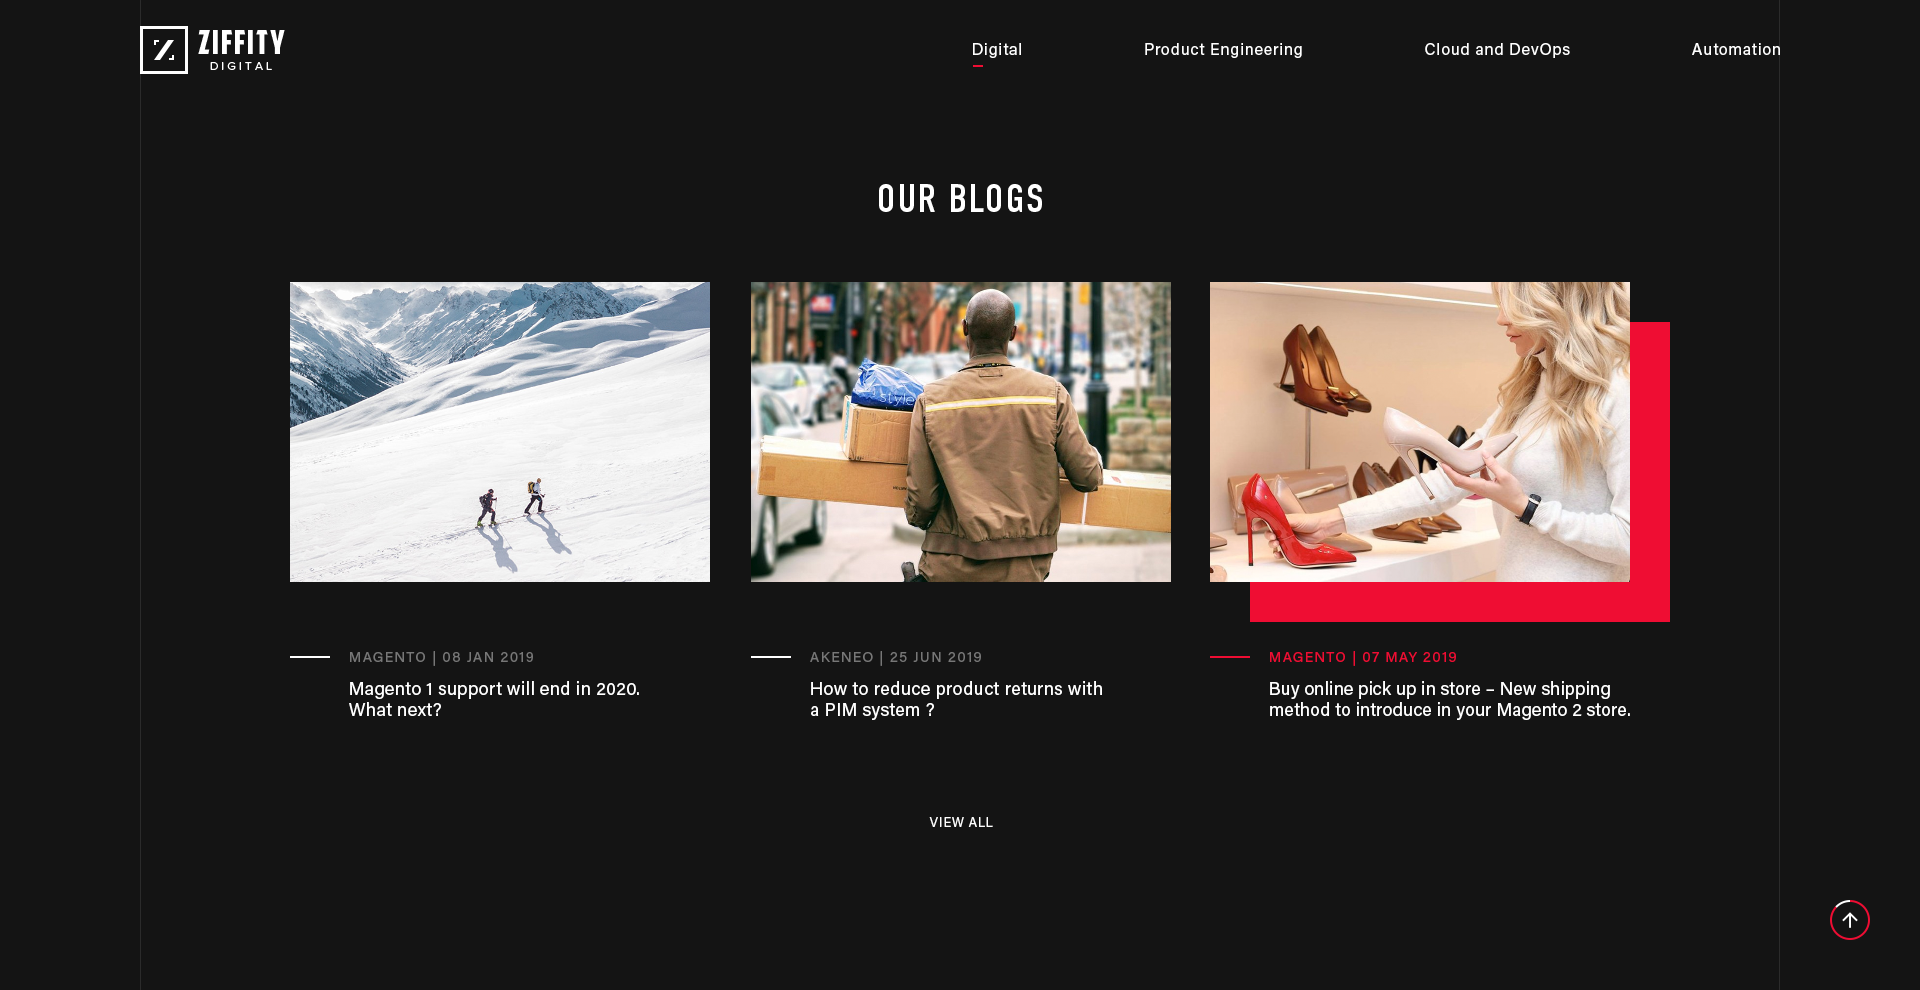 ZIFFITY
DIGITAL
Digital
Product Engineering
Cloud and DevOps
Automation
OUR BLOGS
Style
MAGENTO | 08 JAN 2019
Magento 1 support will end in 2020.
What next?
AKENEO | 25 JUN 2019
How to reduce product returns with
a PIM system ?
MAGENTO | 07 MAY 2019
Buy online pick up in store – New shipping
method to introduce in your Magento 2 store.
VIEW ALL